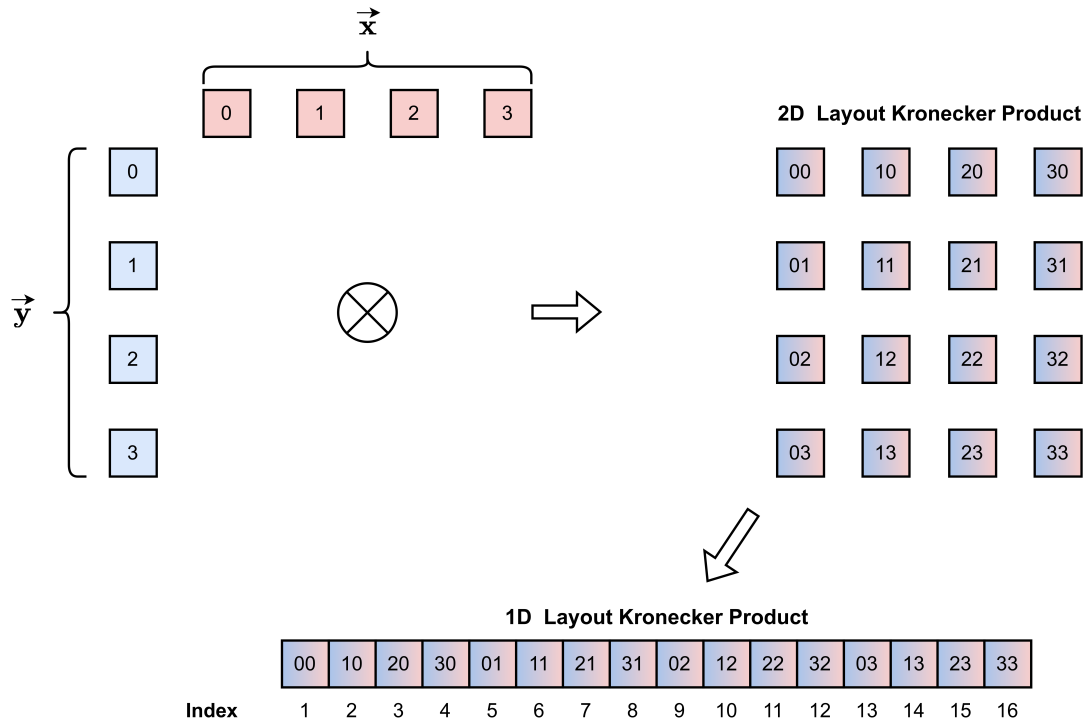 x
0 1 2 3
2D Layout Kronecker Product
0
1
2
3
y
00 10 20 30
01 11 21 31
02 12 22 32
03 13 23 33
1D Layout Kronecker Product
00 10 20 30 01 11 21 31 02 12 22 32 03 13 23 33
Index 1 2 3 4 5 6 7 8 9 10 11 12 13 14 15 16